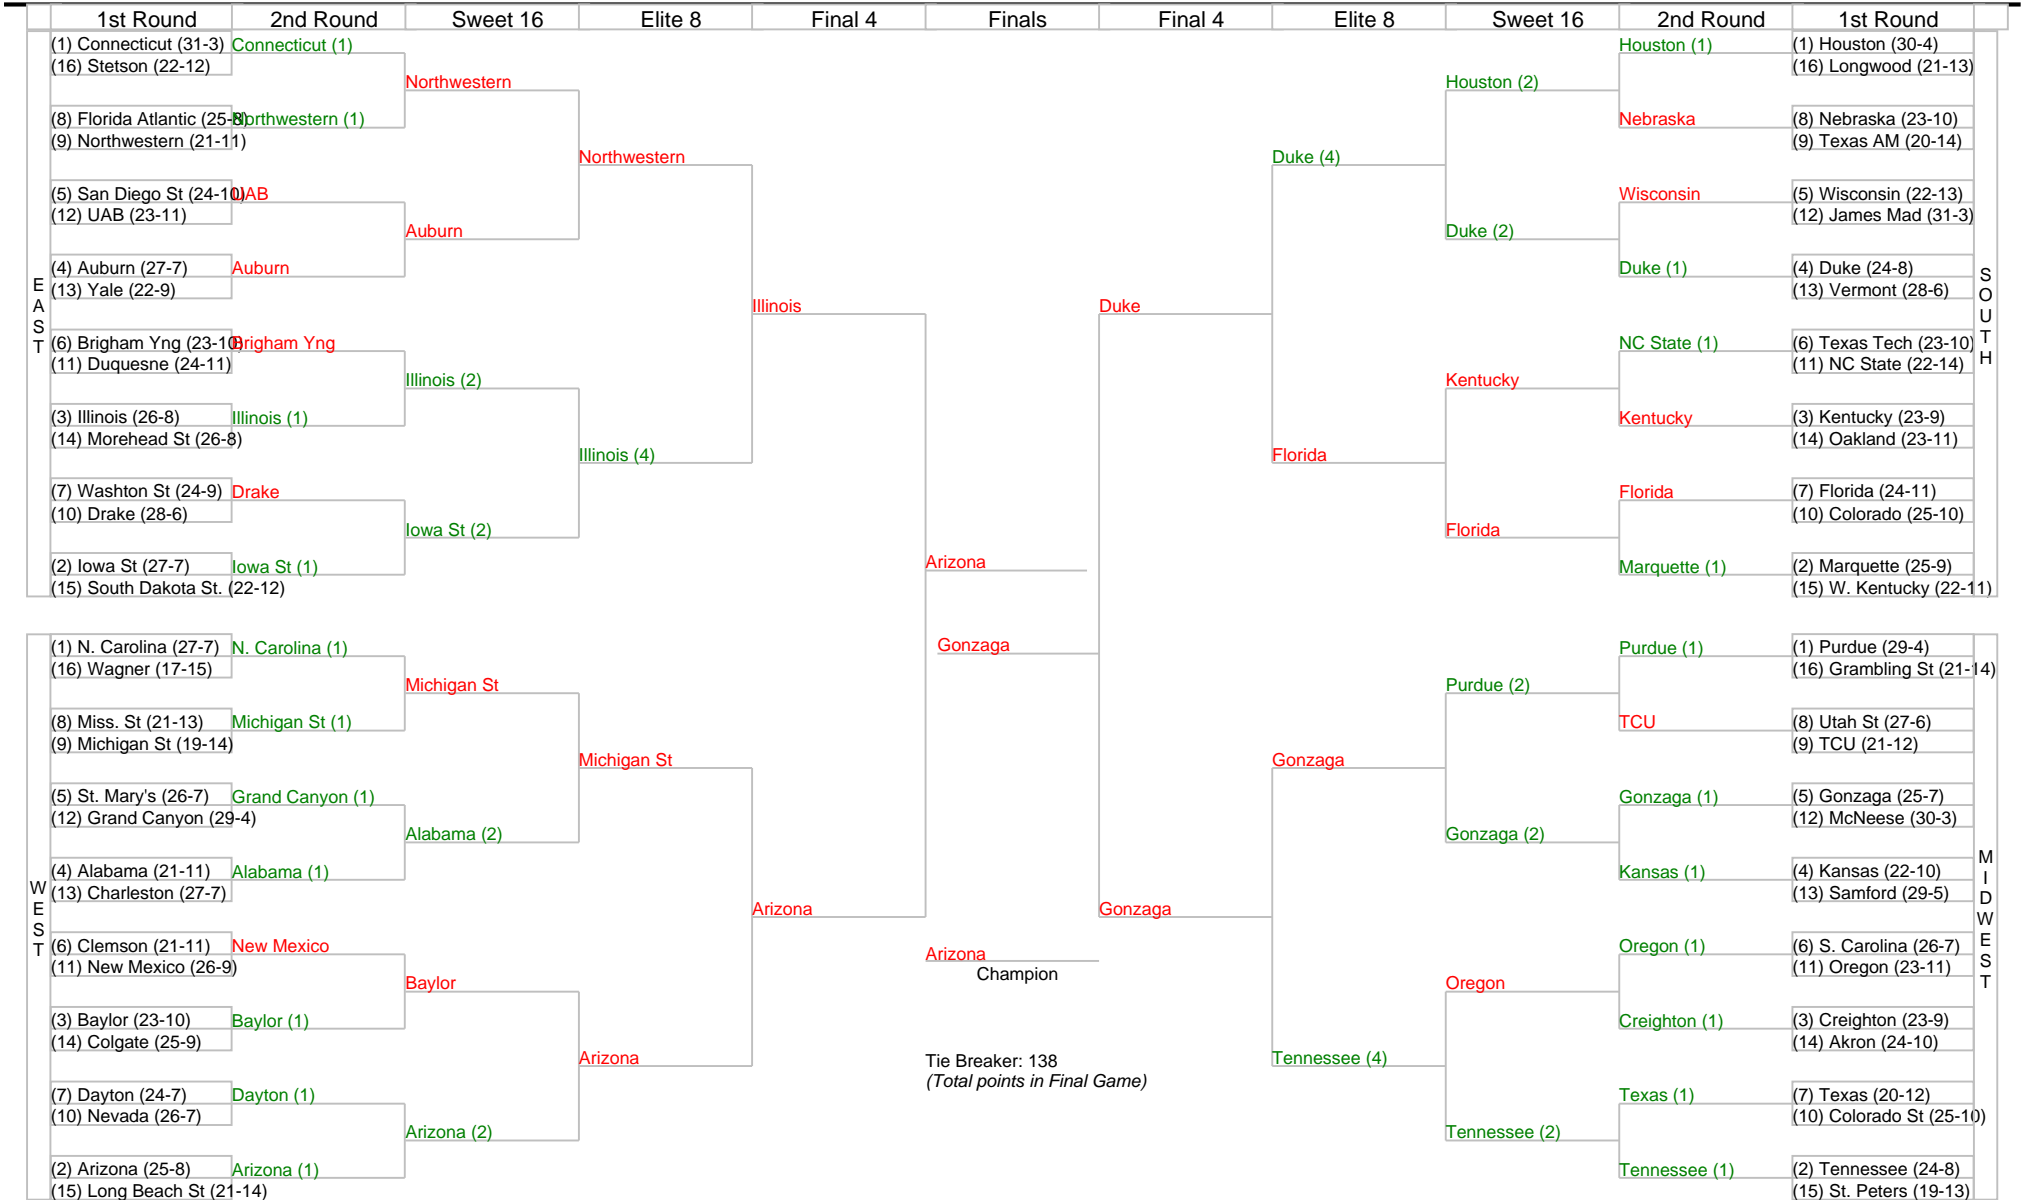 1st Round 2nd Round Sweet 16 Elite 8 Final 4 Finals Final 4 Elite 8 Sweet 16 2nd Round 1st Round
EAST
(1) Connecticut (31-3)
(16) Stetson (22-12)
(8) Florida Atlantic (25-8)
(9) Northwestern (21-11)
(5) San Diego St (24-10)
(12) UAB (23-11)
(4) Auburn (27-7)
(13) Yale (22-9)
(6) Brigham Yng (23-10)
(11) Duquesne (24-11)
(3) Illinois (26-8)
(14) Morehead St (26-8)
(7) Washton St (24-9)
(10) Drake (28-6)
(2) Iowa St (27-7)
(15) South Dakota St. (22-12)
Connecticut (1)
Northwestern (1)
UAB
Auburn
Brigham Yng
Illinois (1)
Drake
Iowa St (1)
Northwestern
Auburn
Illinois (2)
Iowa St (2)
Northwestern
Illinois (4)
Illinois
WEST
(1) N. Carolina (27-7)
(16) Wagner (17-15)
(8) Miss. St (21-13)
(9) Michigan St (19-14)
(5) St. Mary's (26-7)
(12) Grand Canyon (29-4)
(4) Alabama (21-11)
(13) Charleston (27-7)
(6) Clemson (21-11)
(11) New Mexico (26-9)
(3) Baylor (23-10)
(14) Colgate (25-9)
(7) Dayton (24-7)
(10) Nevada (26-7)
(2) Arizona (25-8)
(15) Long Beach St (21-14)
N. Carolina (1)
Michigan St (1)
Grand Canyon (1)
Alabama (1)
New Mexico
Baylor (1)
Dayton (1)
Arizona (1)
Michigan St
Alabama (2)
Baylor
Arizona (2)
Michigan St
Arizona
Arizona
Arizona
Gonzaga
Arizona
Champion
Tie Breaker: 138
(Total points in Final Game)
Duke
Duke (4)
Florida
Houston (2)
Duke (2)
Kentucky
Florida
Houston (1)
Nebraska
Wisconsin
Duke (1)
NC State (1)
Kentucky
Florida
Marquette (1)
(1) Houston (30-4)
(16) Longwood (21-13)
(8) Nebraska (23-10)
(9) Texas AM (20-14)
(5) Wisconsin (22-13)
(12) James Mad (31-3)
(4) Duke (24-8)
(13) Vermont (28-6)
(6) Texas Tech (23-10)
(11) NC State (22-14)
(3) Kentucky (23-9)
(14) Oakland (23-11)
(7) Florida (24-11)
(10) Colorado (25-10)
(2) Marquette (25-9)
(15) W. Kentucky (22-11)
SOUTH
Gonzaga
Gonzaga
Tennessee (4)
Purdue (2)
Gonzaga (2)
Oregon
Tennessee (2)
Purdue (1)
TCU
Gonzaga (1)
Kansas (1)
Oregon (1)
Creighton (1)
Texas (1)
Tennessee (1)
(1) Purdue (29-4)
(16) Grambling St (21-14)
(8) Utah St (27-6)
(9) TCU (21-12)
(5) Gonzaga (25-7)
(12) McNeese (30-3)
(4) Kansas (22-10)
(13) Samford (29-5)
(6) S. Carolina (26-7)
(11) Oregon (23-11)
(3) Creighton (23-9)
(14) Akron (24-10)
(7) Texas (20-12)
(10) Colorado St (25-10)
(2) Tennessee (24-8)
(15) St. Peters (19-13)
MIDWEST